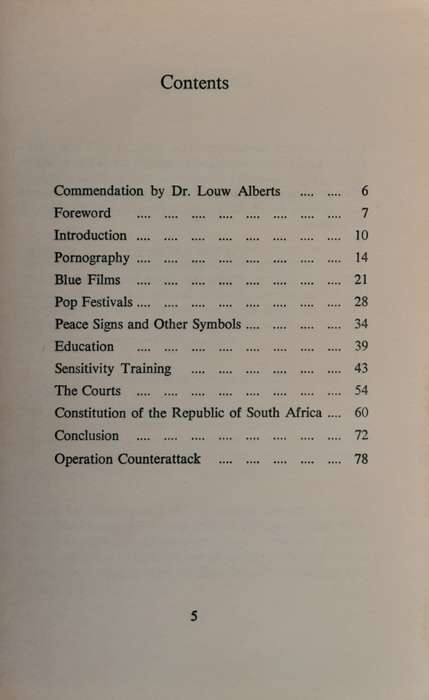 Contents
Commendation by Dr. Louw Alberts .... .... 6
Foreword .... .... .... .... .... .... .... .... 7
Introduction .... .... .... .... .... .... .... .... 10
Pornography .... .... .... .... .... .... .... .... 14
Blue Films .... .... .... .... .... .... .... .... 21
Pop Festivals .... .... .... .... .... .... .... .... 28
Peace Signs and Other Symbols .... .... .... .... 34
Education .... .... .... .... .... .... .... .... 39
Sensitivity Training .... .... .... .... .... .... 43
The Courts .... .... .... .... .... .... .... .... 54
Constitution of the Republic of South Africa .... 60
Conclusion .... .... .... .... .... .... .... .... 72
Operation Counterattack .... .... .... .... .... 78
5